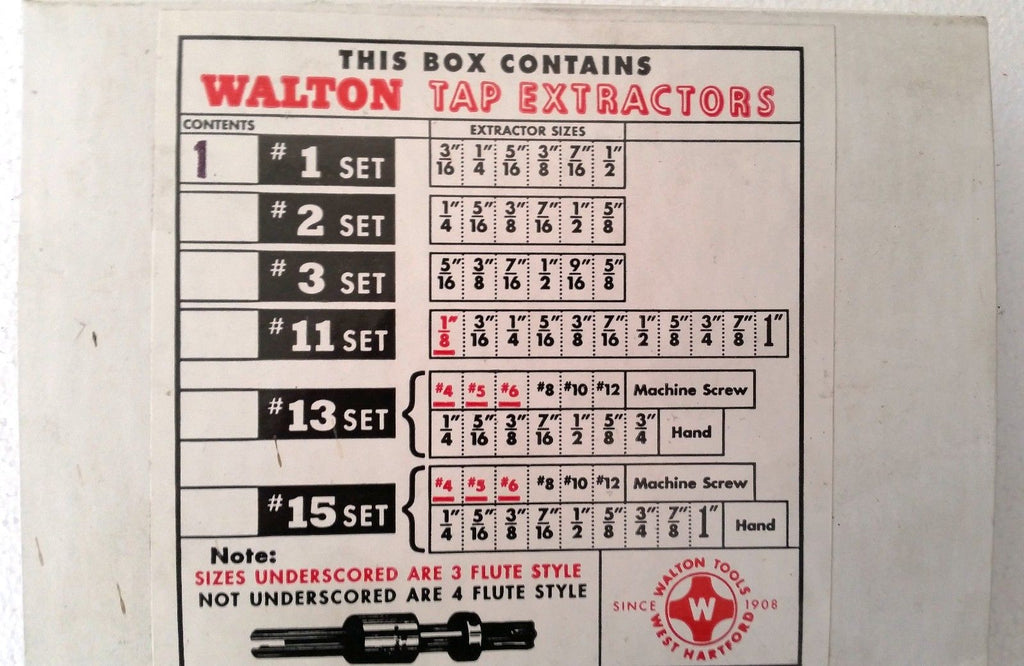 THIS BOX CONTAINS
WALTON TAP EXTRACTORS
CONTENTS
EXTRACTOR SIZES
1 #1 SET 3/16" 1/4" 5/16" 3/8" 7/16" 1/2"
#2 SET 1/4" 5/16" 3/8" 7/16" 1/2" 5/8"
#3 SET 5/16" 3/8" 7/16" 1/2" 9/16" 5/8"
#11 SET 1/8" 3/16" 1/4" 5/16" 3/8" 7/16" 1/2" 5/8" 3/4" 7/8" 1"
#13 SET
#4 #5 #6 #8 #10 #12 Machine Screw
1/4" 5/16" 3/8" 7/16" 1/2" 5/8" 3/4" Hand
#15 SET
#4 #5 #6 #8 #10 #12 Machine Screw
1/4" 5/16" 3/8" 7/16" 1/2" 5/8" 3/4" 7/8" 1" Hand
Note:
SIZES UNDERSCORED ARE 3 FLUTE STYLE
NOT UNDERSCORED ARE 4 FLUTE STYLE
WALTON TOOLS
SINCE W 1908
WEST HARTFORD